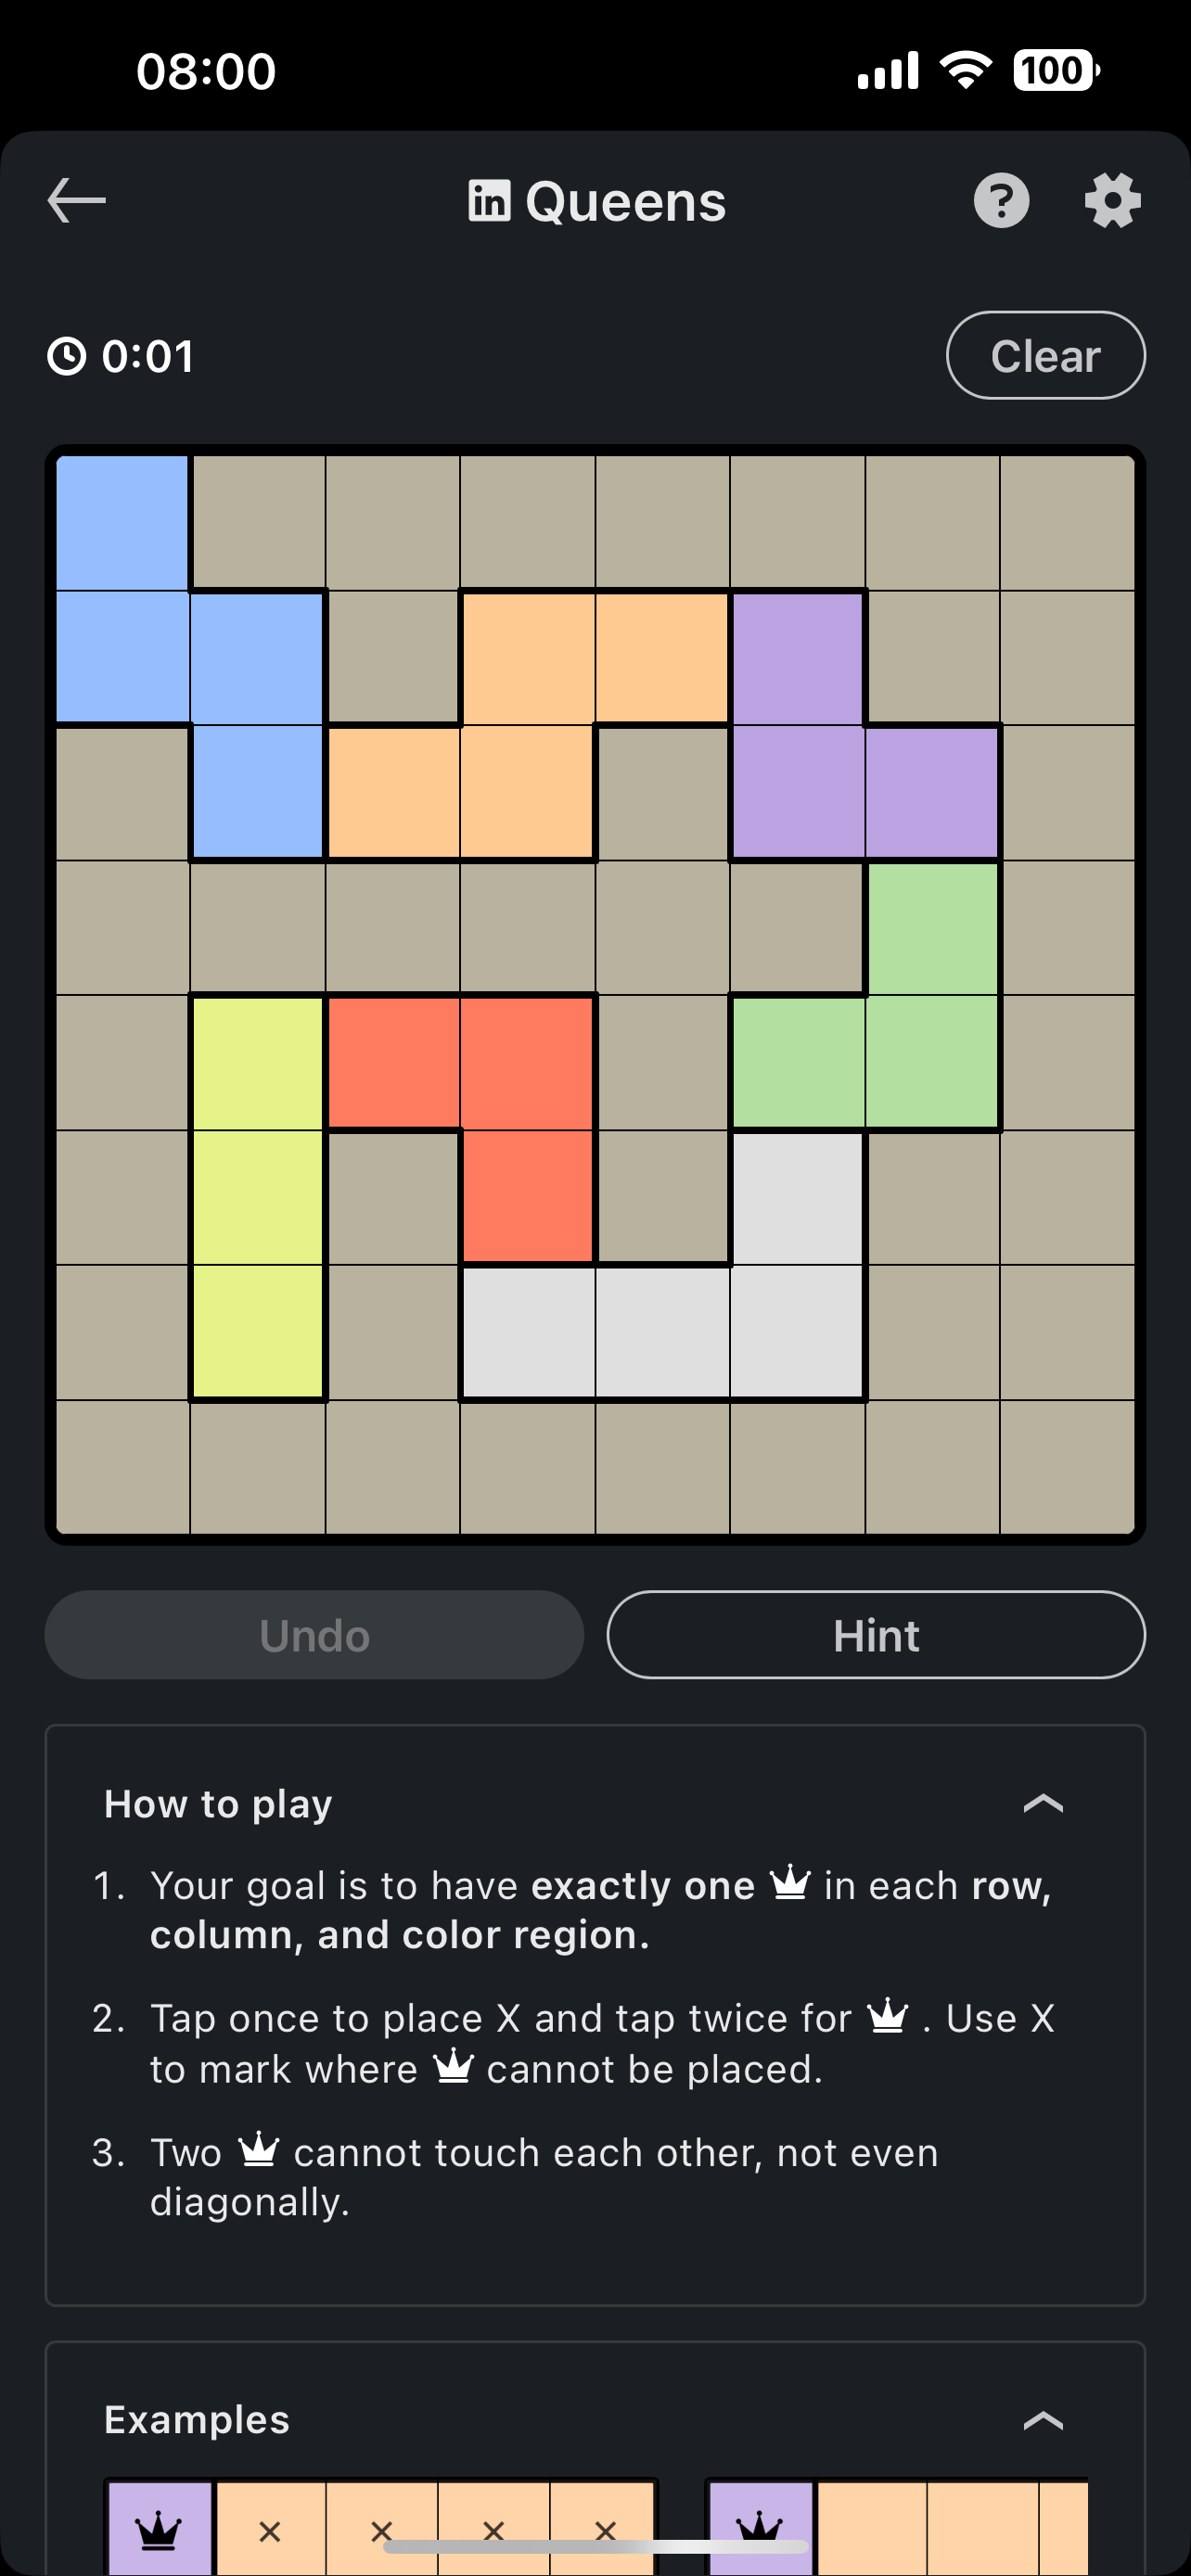 08:00
100
in Queens
?
0:01
Clear
Undo
Hint
How to play
1. Your goal is to have exactly one in each row,
column, and color region.
2. Tap once to place X and tap twice for . Use X
to mark where cannot be placed.
3. Two cannot touch each other, not even
diagonally.
Examples